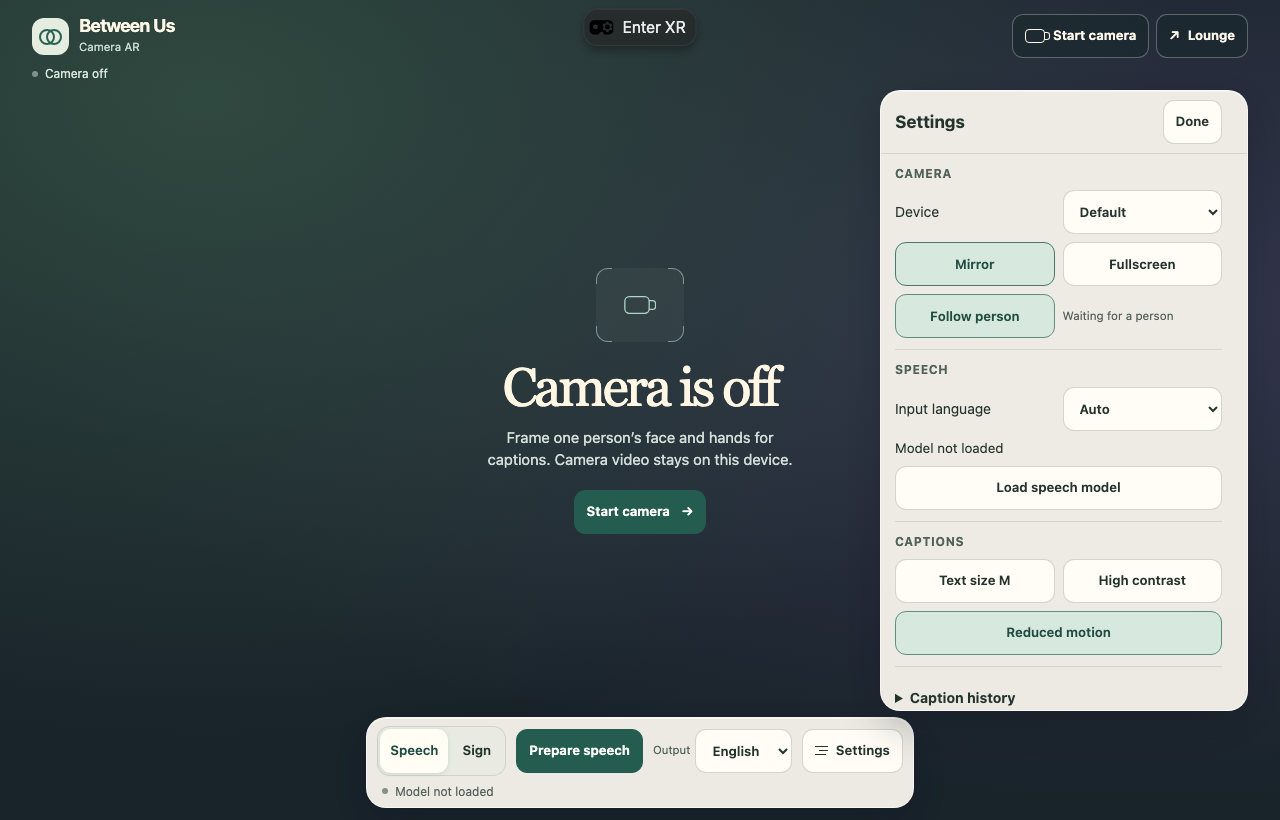 Between Us
Camera AR
Camera off
Enter XR
Start camera
Lounge
Settings
Done
CAMERA
Device
Default
Mirror
Fullscreen
Follow person
Waiting for a person
SPEECH
Input language
Auto
Model not loaded
Load speech model
CAPTIONS
Text size M
High contrast
Reduced motion
Caption history
Camera is off
Frame one person's face and hands for
captions. Camera video stays on this device.
Start camera
Speech
Sign
Prepare speech
Output
English
Settings
Model not loaded